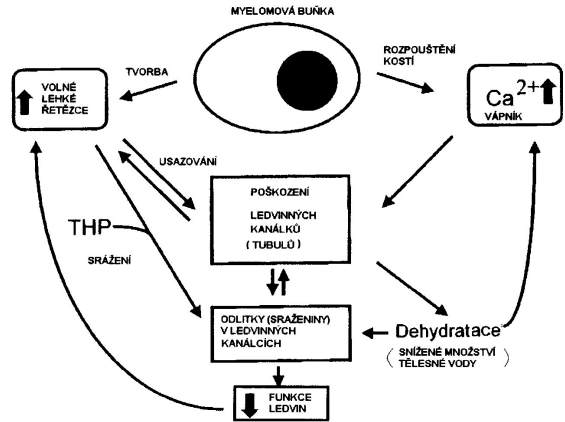 MYELOMOVÁ BUŇKA
TVORBA
ROZPOUŠTĚNÍ
KOSTÍ
VOLNÉ
LEHKÉ
ŘETĚZCE
Ca2+
VÁPNÍK
USAZOVÁNÍ
POŠKOZENÍ
LEDVINNÝCH
KANÁLKŮ
(TUBULŮ)
THP
SRÁŽENÍ
ODLITKY (SRAŽENINY)
V LEDVINNÝCH
KANÁLCÍCH
Dehydratace
(SNÍŽENÉ MNOŽSTVÍ
TĚLESNÉ VODY)
FUNKCE
LEDVIN